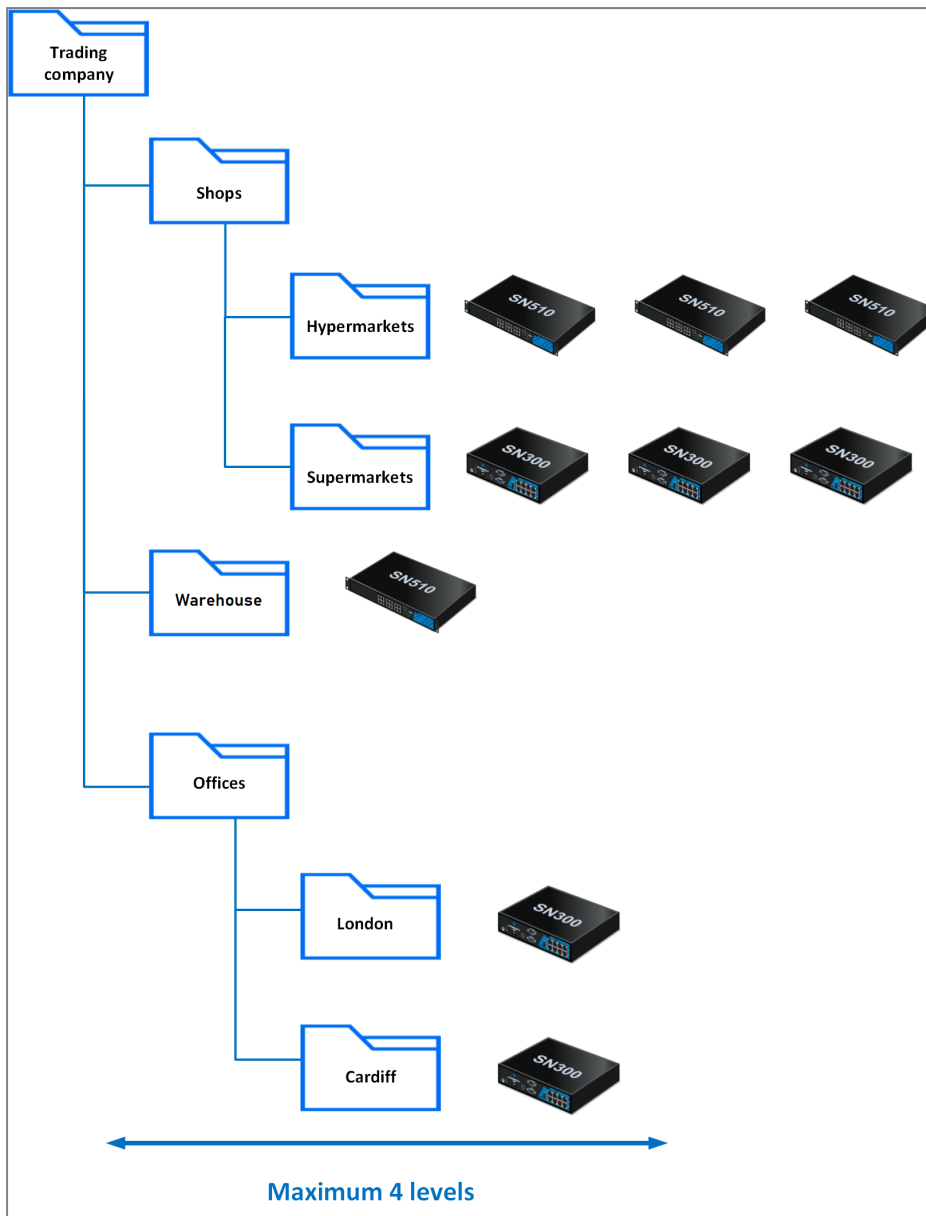 Trading
company
Shops
Hypermarkets
SN510
SN510
SN510
Supermarkets
SN300
SN300
SN300
Warehouse
SN510
Offices
London
SN300
Cardiff
SN300
Maximum 4 levels